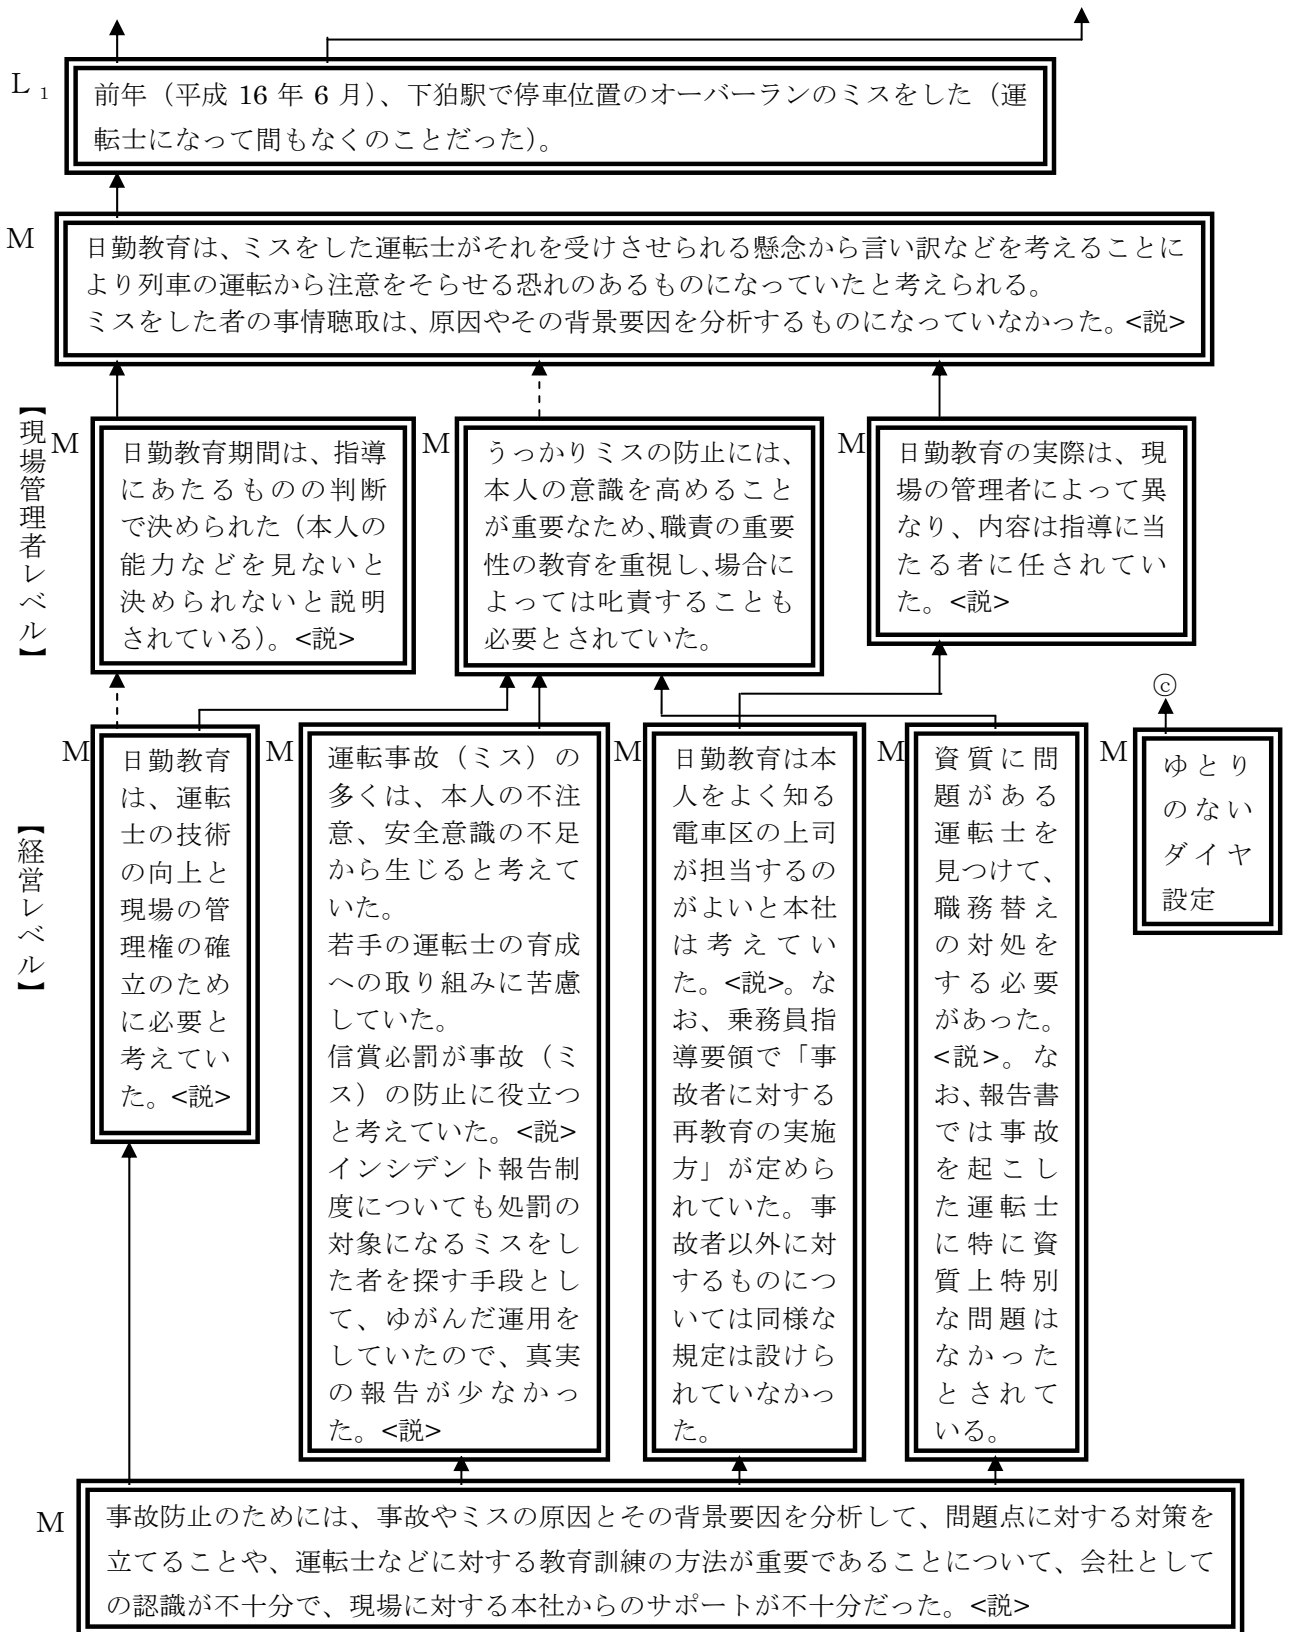 L₁
前年（平成 16 年 6 月）、下狛駅で停車位置のオーバーランのミスをした（運
転士になって間もなくのことだった）。
M
日勤教育は、ミスをした運転士がそれを受けさせられる懸念から言い訳などを考えることに
より列車の運転から注意をそらせる恐れのあるものになっていたと考えられる。
ミスをした者の事情聴取は、原因やその背景要因を分析するものになっていなかった。<説>
【現場管理者レベル】
M
日勤教育期間は、指導
にあたるものの判断
で決められた（本人の
能力などを見ないと
決められないと説明
されている）。<説>
M
うっかりミスの防止には、
本人の意識を高めること
が重要なため、職責の重要
性の教育を重視し、場合に
よっては叱責することも
必要とされていた。
M
日勤教育の実際は、現
場の管理者によって異
なり、内容は指導に当
たる者に任されてい
た。<説>
【経営レベル】
M
日勤教育
は、運転
士の技術
の向上と
現場の管
理権の確
立のため
に必要と
考えてい
た。<説>
M
運転事故（ミス）の
多くは、本人の不注
意、安全意識の不足
から生じると考えて
いた。
若手の運転士の育成
への取り組みに苦慮
していた。
信賞必罰が事故（ミ
ス）の防止に役立つ
と考えていた。<説>
インシデント報告制
度についても処罰の
対象になるミスをし
た者を探す手段とし
て、ゆがんだ運用を
していたので、真実
の報告が少なかっ
た。<説>
M
日勤教育は本
人をよく知る
電車区の上司
が担当するの
がよいと本社
は考えてい
た。<説>。な
お、乗務員指
導要領で「事
故者に対する
再教育の実施
方」が定めら
れていた。事
故者以外に対
するものにつ
いては同様な
規定は設けら
れていなかっ
た。
M
資質に問
題がある
運転士を
見つけて、
職務替え
の対処を
する必要
があった。
<説>。な
お、報告書
では事故
を起こし
た運転士
に特に資
質上特別
な問題は
なかった
とされて
いる。
ⓒ
M
ゆとり
のない
ダイヤ
設定
M
事故防止のためには、事故やミスの原因とその背景要因を分析して、問題点に対する対策を
立てることや、運転士などに対する教育訓練の方法が重要であることについて、会社として
の認識が不十分で、現場に対する本社からのサポートが不十分だった。<説>